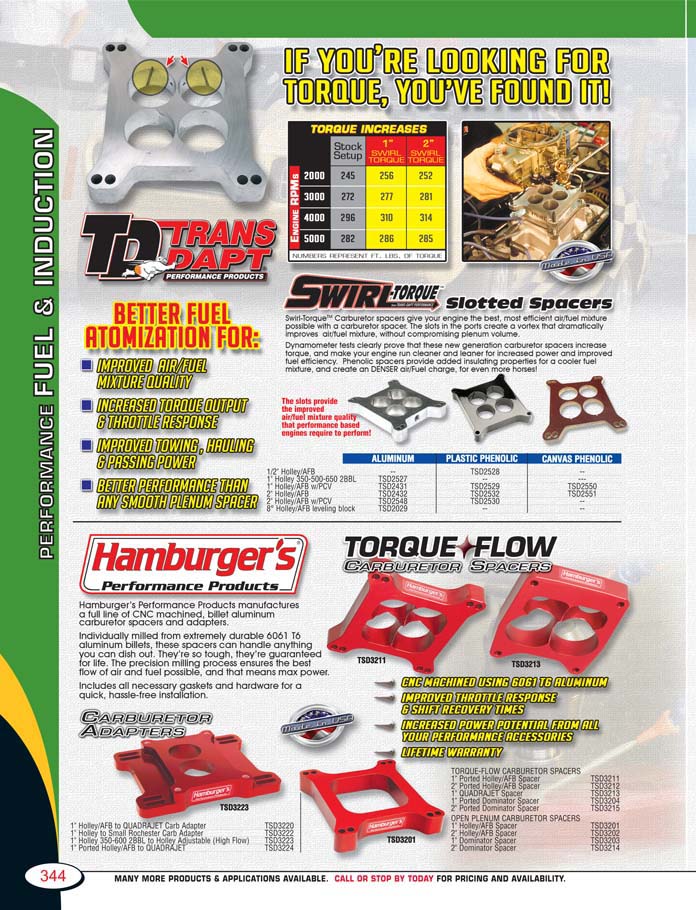 IF YOU'RE LOOKING FOR
TORQUE, YOU'VE FOUND IT!
TORQUE INCREASES
Stock Setup 1" SWIRL TORQUE 2" SWIRL TORQUE
ENGINE RPMs
2000 245 256 252
3000 272 277 281
4000 296 310 314
5000 282 286 285
NUMBERS REPRESENT FT. LBS. OF TORQUE
Made In USA
PERFORMANCE FUEL & INDUCTION
TD TRANS DAPT
PERFORMANCE PRODUCTS
SWIRL-TORQUE™ Slotted Spacers
Swirl-Torque™ Carburetor spacers give your engine the best, most efficient air/fuel mixture
possible with a carburetor spacer. The slots in the ports create a vortex that dramatically
improves air/fuel mixture, without compromising plenum volume.
Dynamometer tests clearly prove that these new generation carburetor spacers increase
torque, and make your engine run cleaner and leaner for increased power and improved
fuel efficiency. Phenolic spacers provide added insulating properties for a cooler fuel
mixture, and create an DENSER air/Fuel charge, for even more horses!
BETTER FUEL
ATOMIZATION FOR:
IMPROVED AIR/FUEL
MIXTURE QUALITY
INCREASED TORQUE OUTPUT
& THROTTLE RESPONSE
IMPROVED TOWING, HAULING
& PASSING POWER
BETTER PERFORMANCE THAN
ANY SMOOTH PLENUM SPACER
The slots provide
the improved
air/fuel mixture quality
that performance based
engines require to perform!
ALUMINUM PLASTIC PHENOLIC CANVAS PHENOLIC
1/2" Holley/AFB -- TSD2528 --
1" Holley 350-500-650 2BBL TSD2527 -- ---
1" Holley/AFB w/PCV TSD2431 TSD2529 TSD2550
2" Holley/AFB TSD2432 TSD2532 TSD2551
2" Holley/AFB w/PCV TSD2548 TSD2530 --
8° Holley/AFB leveling block TSD2029 -- --
Hamburger's®
Performance Products
Hamburger's Performance Products manufactures
a full line of CNC machined, billet aluminum
carburetor spacers and adapters.
Individually milled from extremely durable 6061 T6
aluminum billets, these spacers can handle anything
you can dish out. They're so tough, they're guaranteed
for life. The precision milling process ensures the best
flow of air and fuel possible, and that means max power.
Includes all necessary gaskets and hardware for a
quick, hassle-free installation.
TORQUE FLOW
CARBURETOR SPACERS
Hamburger's
Hamburger's
TSD3211
TSD3213
CNC MACHINED USING 6061 T6 ALUMINUM
IMPROVED THROTTLE RESPONSE
& SHIFT RECOVERY TIMES
INCREASED POWER POTENTIAL FROM ALL
YOUR PERFORMANCE ACCESSORIES
LIFETIME WARRANTY
CARBURETOR
ADAPTERS
Made In USA
Hamburger's
TSD3223
Hamburger's
TSD3201
1" Holley/AFB to QUADRAJET Carb Adapter TSD3220
1" Holley to Small Rochester Carb Adapter TSD3222
1" Holley 350-600 2BBL to Holley Adjustable (High Flow) TSD3223
1" Ported Holley/AFB to QUADRAJET TSD3224
TORQUE-FLOW CARBURETOR SPACERS
1" Ported Holley/AFB Spacer TSD3211
2" Ported Holley/AFB Spacer TSD3212
1" QUADRAJET Spacer TSD3213
1" Ported Dominator Spacer TSD3204
2" Ported Dominator Spacer TSD3215
OPEN PLENUM CARBURETOR SPACERS
1" Holley/AFB Spacer TSD3201
2" Holley/AFB Spacer TSD3202
1" Dominator Spacer TSD3203
2" Dominator Spacer TSD3214
344
MANY MORE PRODUCTS & APPLICATIONS AVAILABLE. CALL OR STOP BY TODAY FOR PRICING AND AVAILABILITY.